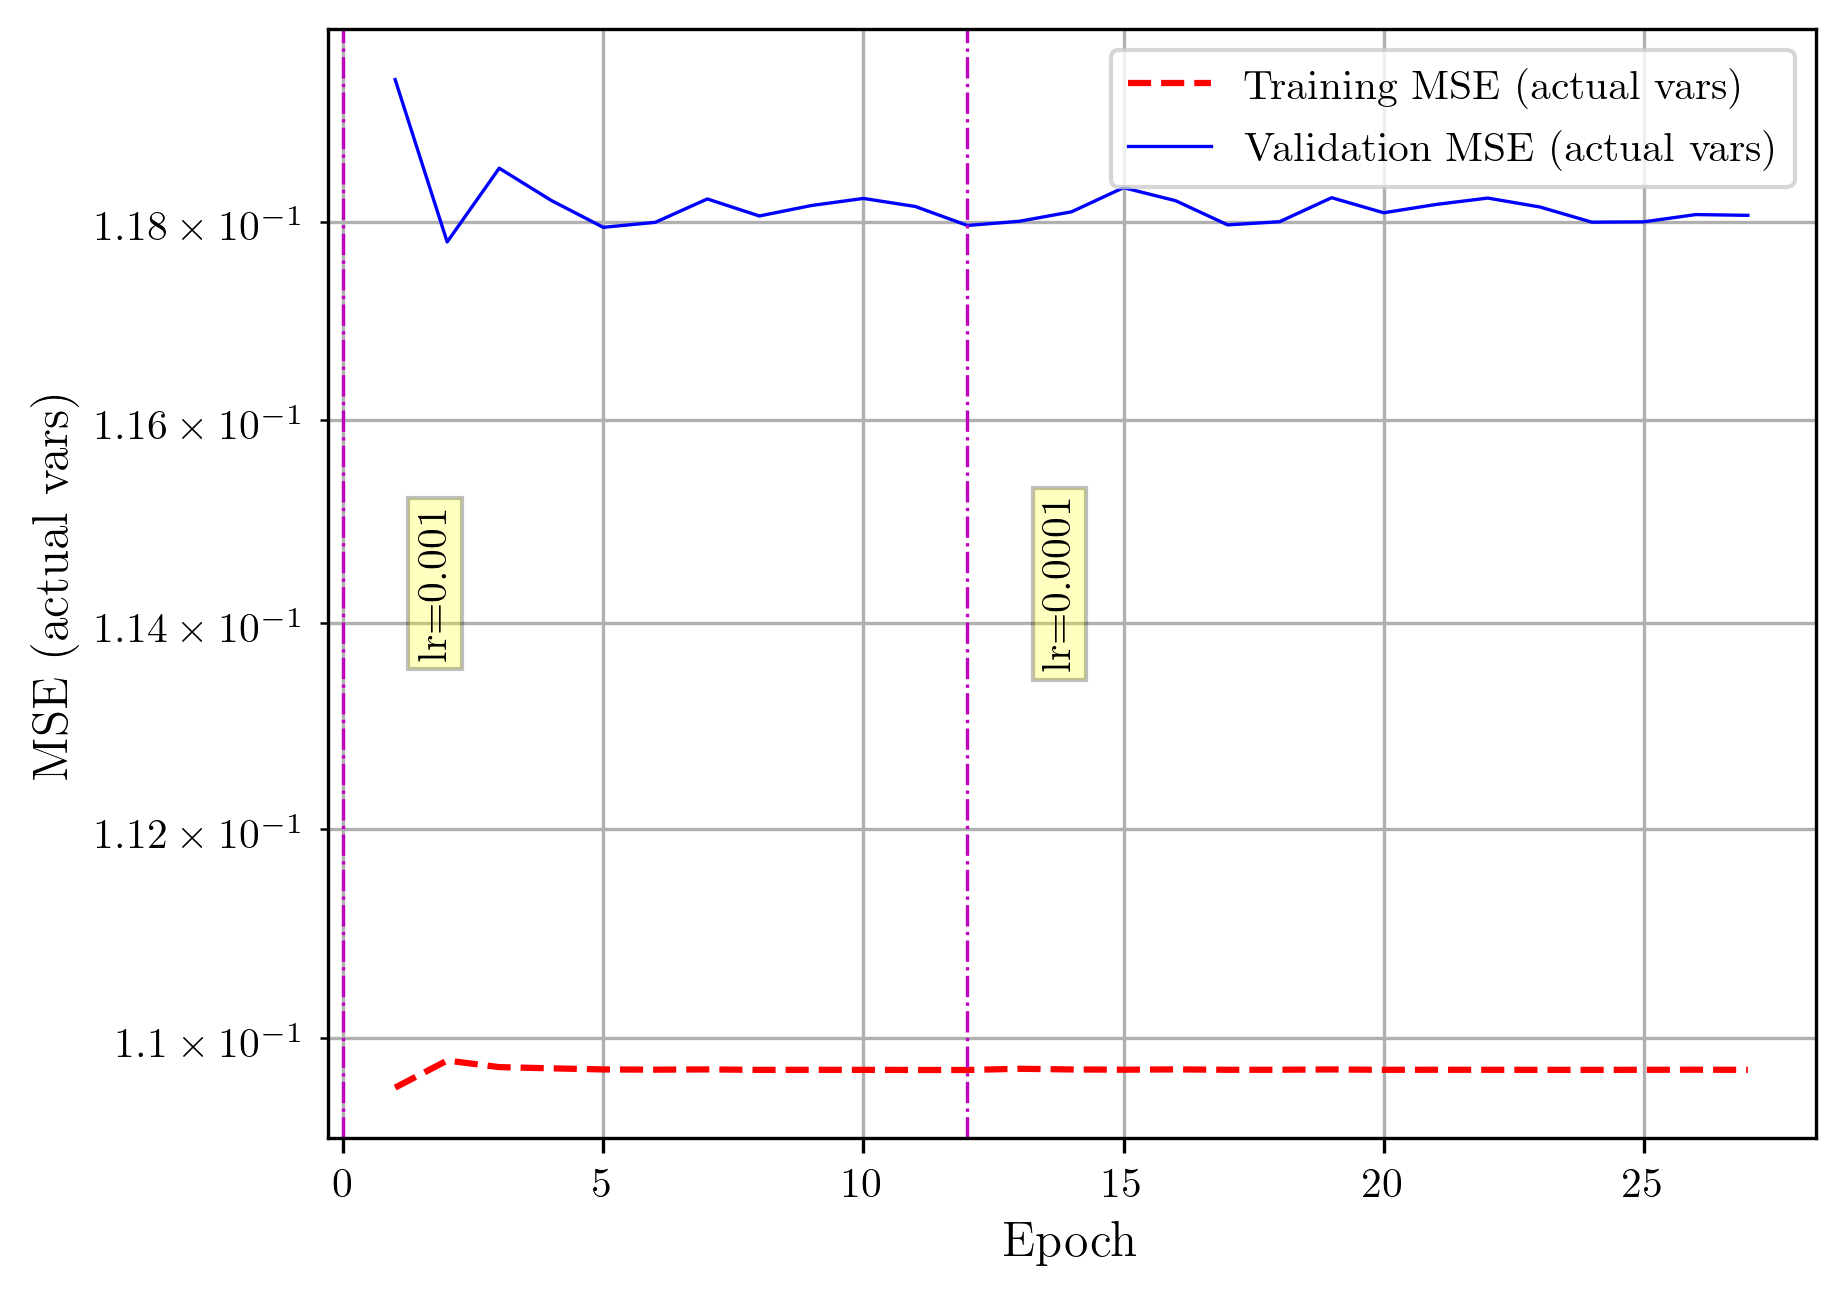 Training MSE (actual vars)
Validation MSE (actual vars)
1.18 × 10⁻¹
1.16 × 10⁻¹
1.14 × 10⁻¹
1.12 × 10⁻¹
1.1 × 10⁻¹
MSE (actual vars)
lr=0.001
lr=0.0001
0 5 10 15 20 25
Epoch